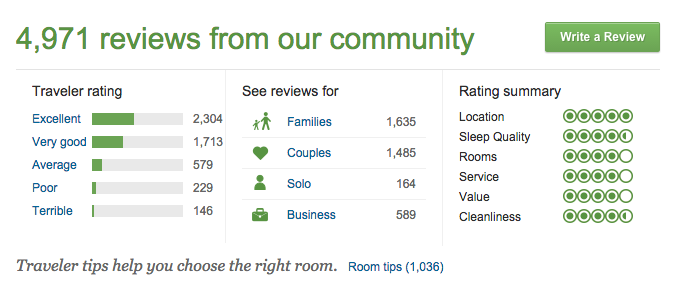 4,971 reviews from our community
Write a Review
Traveler rating
Excellent 2,304
Very good 1,713
Average 579
Poor 229
Terrible 146
See reviews for
Families 1,635
Couples 1,485
Solo 164
Business 589
Rating summary
Location
Sleep Quality
Rooms
Service
Value
Cleanliness
Traveler tips help you choose the right room. Room tips (1,036)